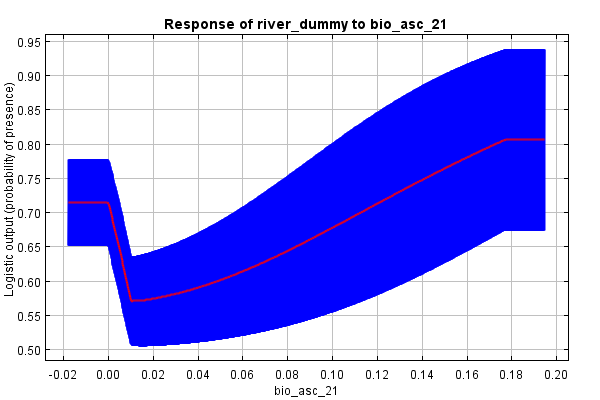 Response of river_dummy to bio_asc_21
Logistic output (probability of presence)
0.95
0.90
0.85
0.80
0.75
0.70
0.65
0.60
0.55
0.50
-0.02 0.00 0.02 0.04 0.06 0.08 0.10 0.12 0.14 0.16 0.18 0.20
bio_asc_21